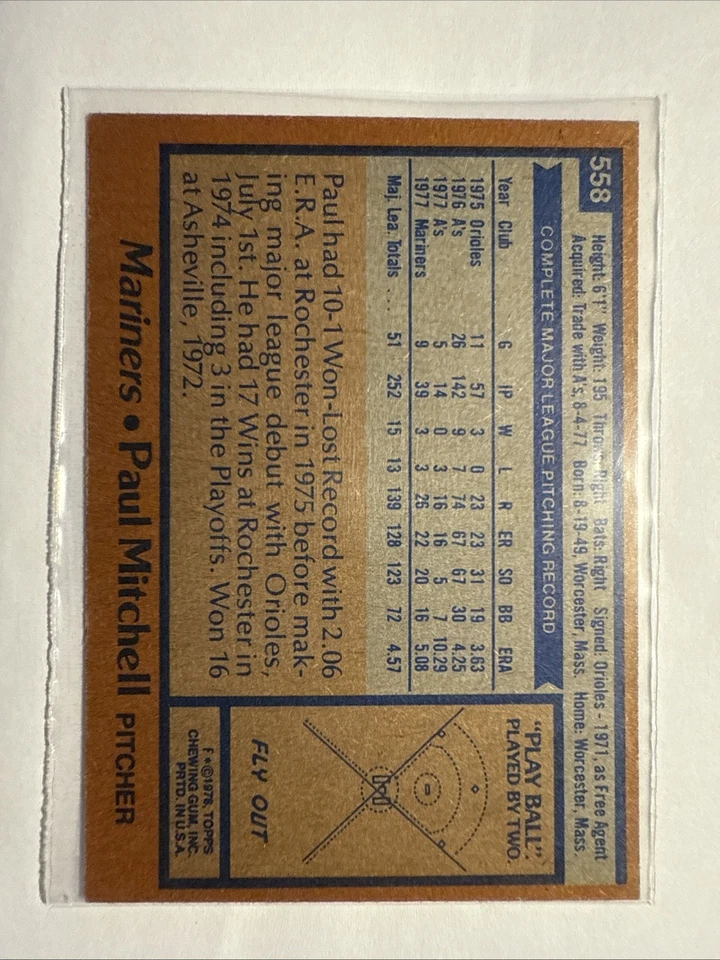 558
Height: 6'1" Weight: 195 Throws: Right Bats: Right Signed: Orioles - 1971, as Free Agent
Acquired: Trade with A's, 8-4-77 Born: 8-19-49, Worcester, Mass. Home: Worcester, Mass.
COMPLETE MAJOR LEAGUE PITCHING RECORD
Year Club G IP W L R ER SO BB ERA
1975 Orioles 11 57 3 0 23 23 31 19 3.63
1976 A's 26 142 9 7 74 67 67 30 4.25
1977 A's 5 14 0 3 16 16 5 7 10.29
1977 Mariners 9 39 3 3 26 22 20 16 5.08
Maj. Lea. Totals . . . 51 252 15 13 139 128 123 72 4.57
Paul had 10-1 Won-Lost Record with 2.06
E.R.A. at Rochester in 1975 before mak-
ing major league debut with Orioles,
July 1st. He had 17 Wins at Rochester in
1974 including 3 in the Playoffs. Won 16
at Asheville, 1972.
"PLAY BALL".
PLAYED BY TWO.
FLY OUT
F*©1978, TOPPS
CHEWING GUM, INC.
PRTD. IN U.S.A.
Mariners • Paul Mitchell PITCHER